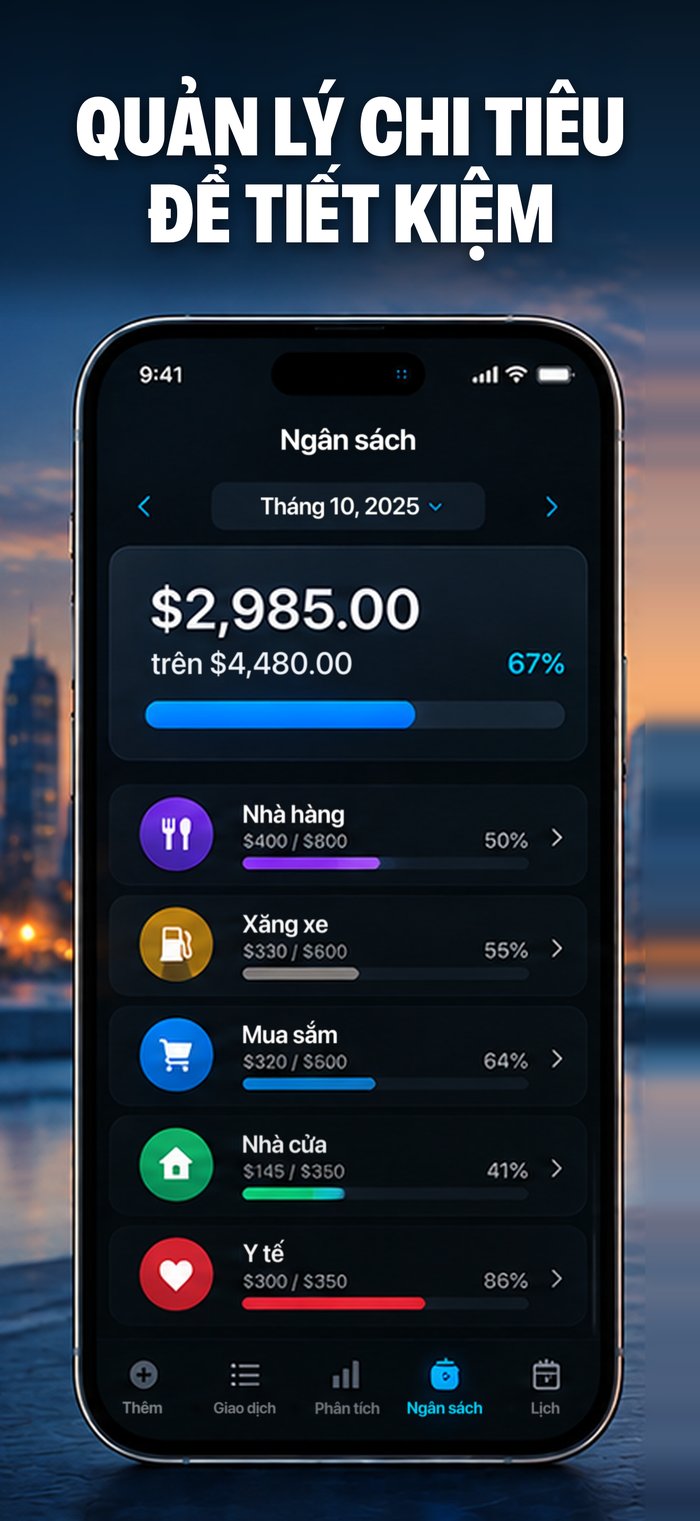 QUẢN LÝ CHI TIÊU
ĐỂ TIẾT KIỆM
9:41
Ngân sách
Tháng 10, 2025
$2,985.00
trên $4,480.00
67%
Nhà hàng
$400 / $800
50%
Xăng xe
$330 / $600
55%
Mua sắm
$320 / $600
64%
Nhà cửa
$145 / $350
41%
Y tế
$300 / $350
86%
Thêm
Giao dịch
Phân tích
Ngân sách
Lịch